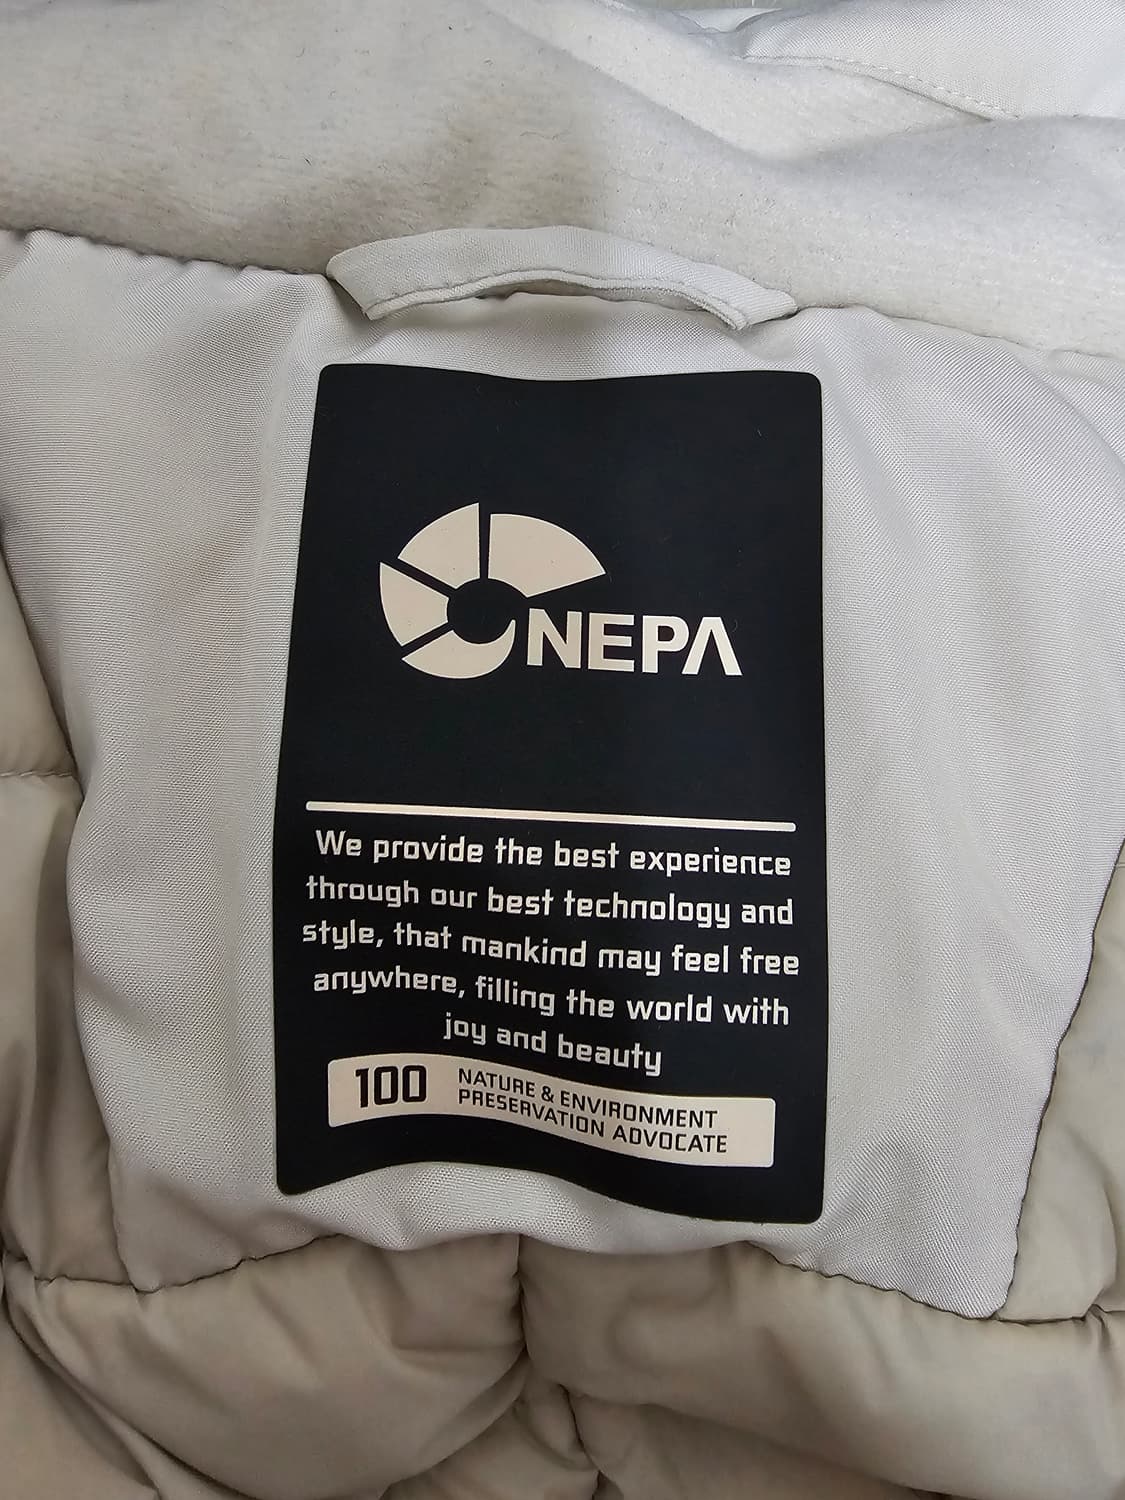 NEPA
We provide the best experience
through our best technology and
style, that mankind may feel free
anywhere, filling the world with
joy and beauty
100 NATURE & ENVIRONMENT
PRESERVATION ADVOCATE